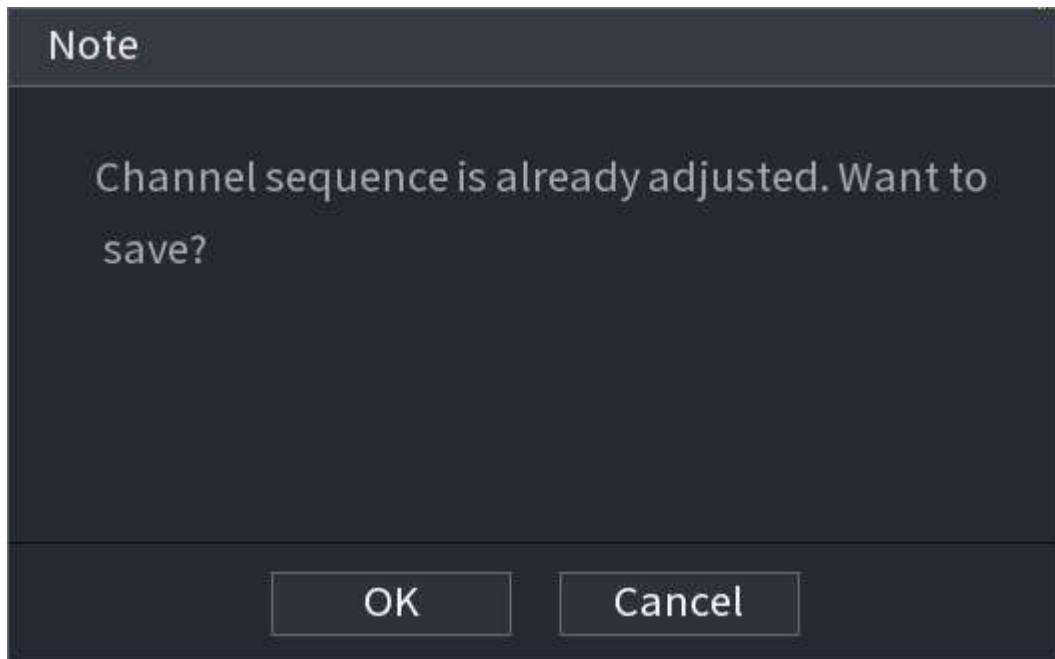 Note
Channel sequence is already adjusted. Want to
save?
OK
Cancel